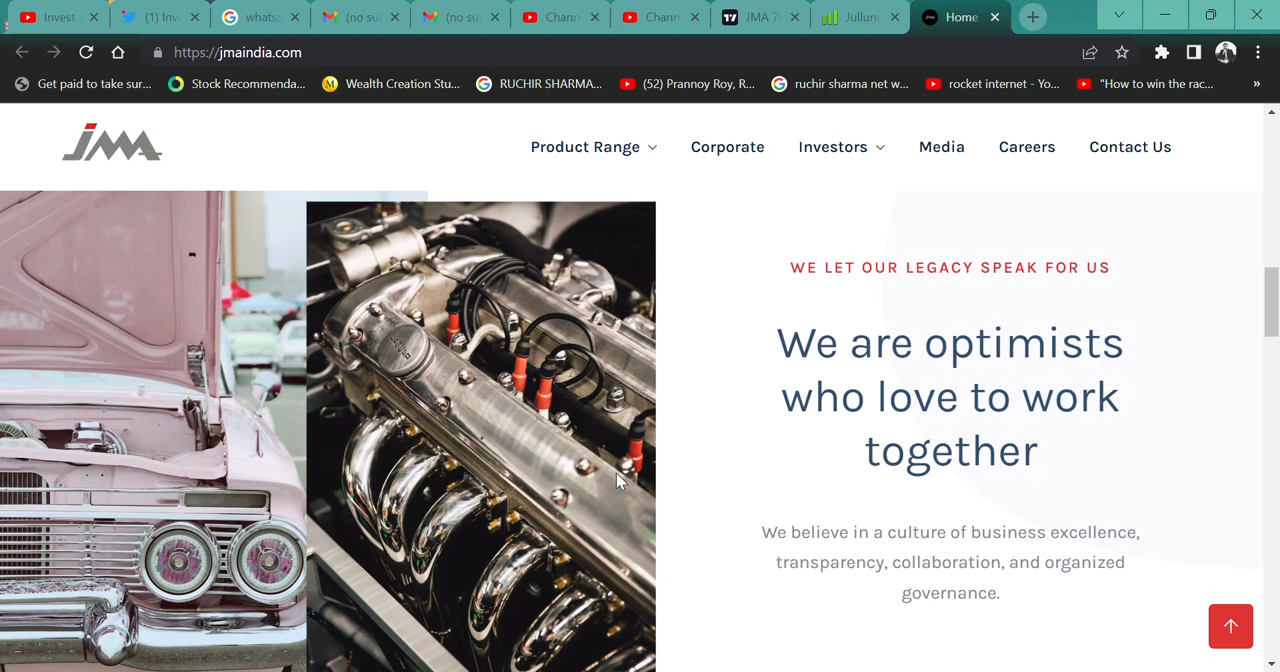 Invest
(1) Inv
whats
(no su
(no su
Chann
Chann
JMA 7
Jullun
Home
https://jmaindia.com
Get paid to take sur...
Stock Recommenda...
Wealth Creation Stu...
RUCHIR SHARMA...
(52) Prannoy Roy, R...
ruchir sharma net w...
rocket internet - Yo...
"How to win the rac...
»
JMA
Product Range
Corporate
Investors
Media
Careers
Contact Us
JAGUAR
WE LET OUR LEGACY SPEAK FOR US
We are optimists
who love to work
together
We believe in a culture of business excellence,
transparency, collaboration, and organized
governance.